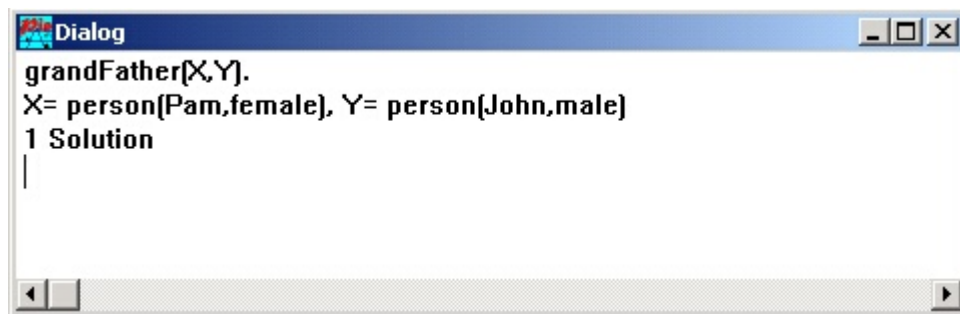 Dialog
grandFather(X,Y).
X= person(Pam,female), Y= person(John,male)
1 Solution